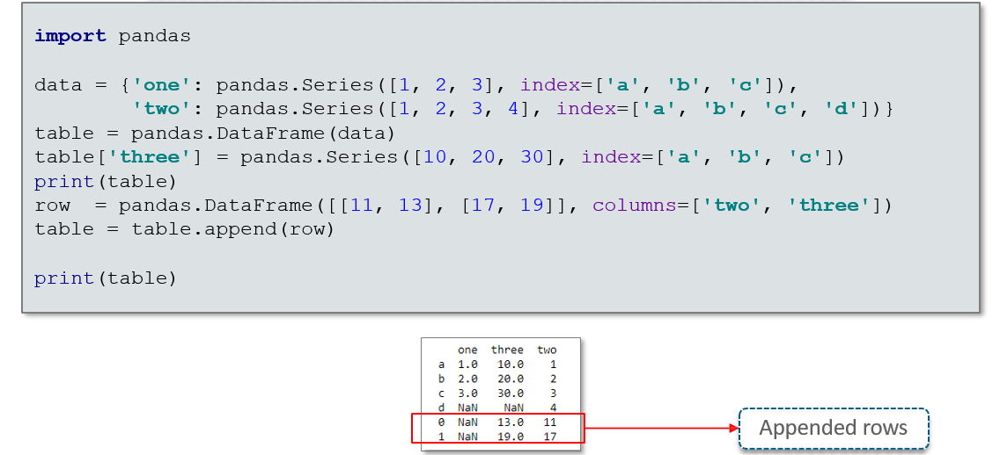 import pandas
data = {'one': pandas.Series([1, 2, 3], index=['a', 'b', 'c']),
'two': pandas.Series([1, 2, 3, 4], index=['a', 'b', 'c', 'd'])}
table = pandas.DataFrame(data)
table['three'] = pandas.Series([10, 20, 30], index=['a', 'b', 'c'])
print(table)
row  = pandas.DataFrame([[11, 13], [17, 19]], columns=['two', 'three'])
table = table.append(row)
print(table)
one three two
a 1.0 10.0 1
b 2.0 20.0 2
c 3.0 30.0 3
d NaN NaN 4
0 NaN 13.0 11
1 NaN 19.0 17
Appended rows